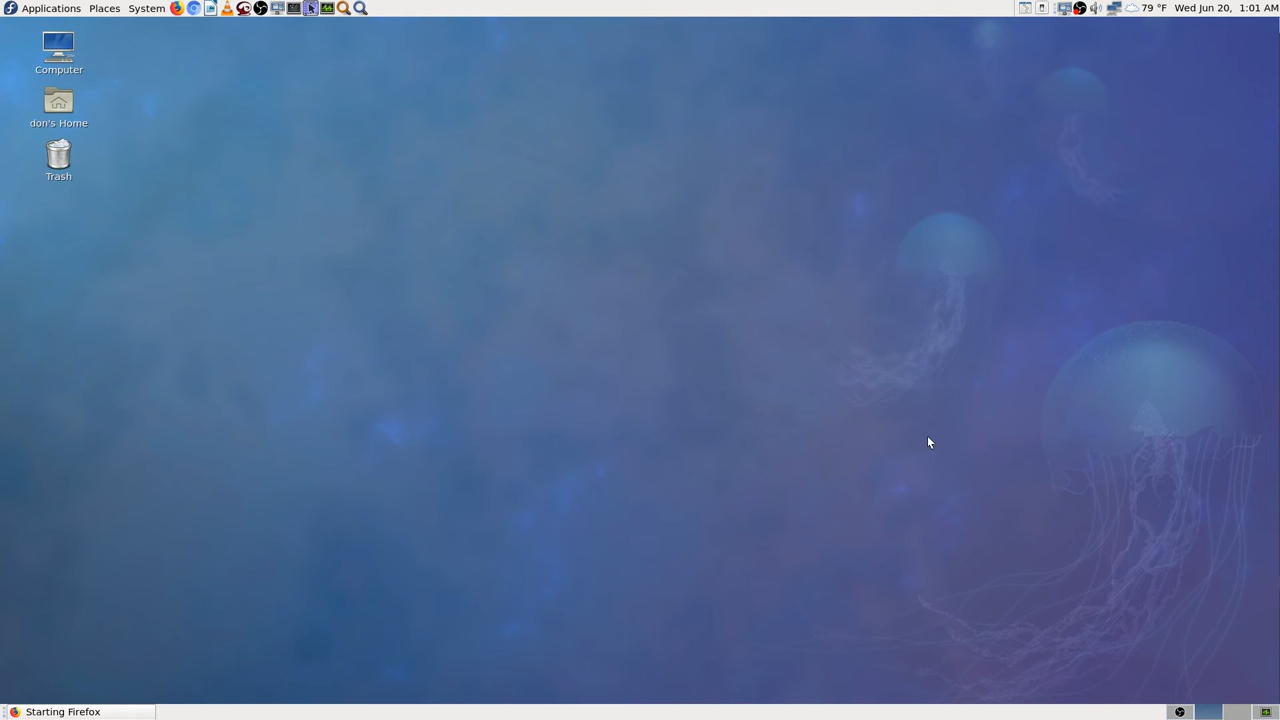 Applications Places System 79 °F Wed Jun 20, 1:01 AM
Computer
don's Home
Trash
Starting Firefox